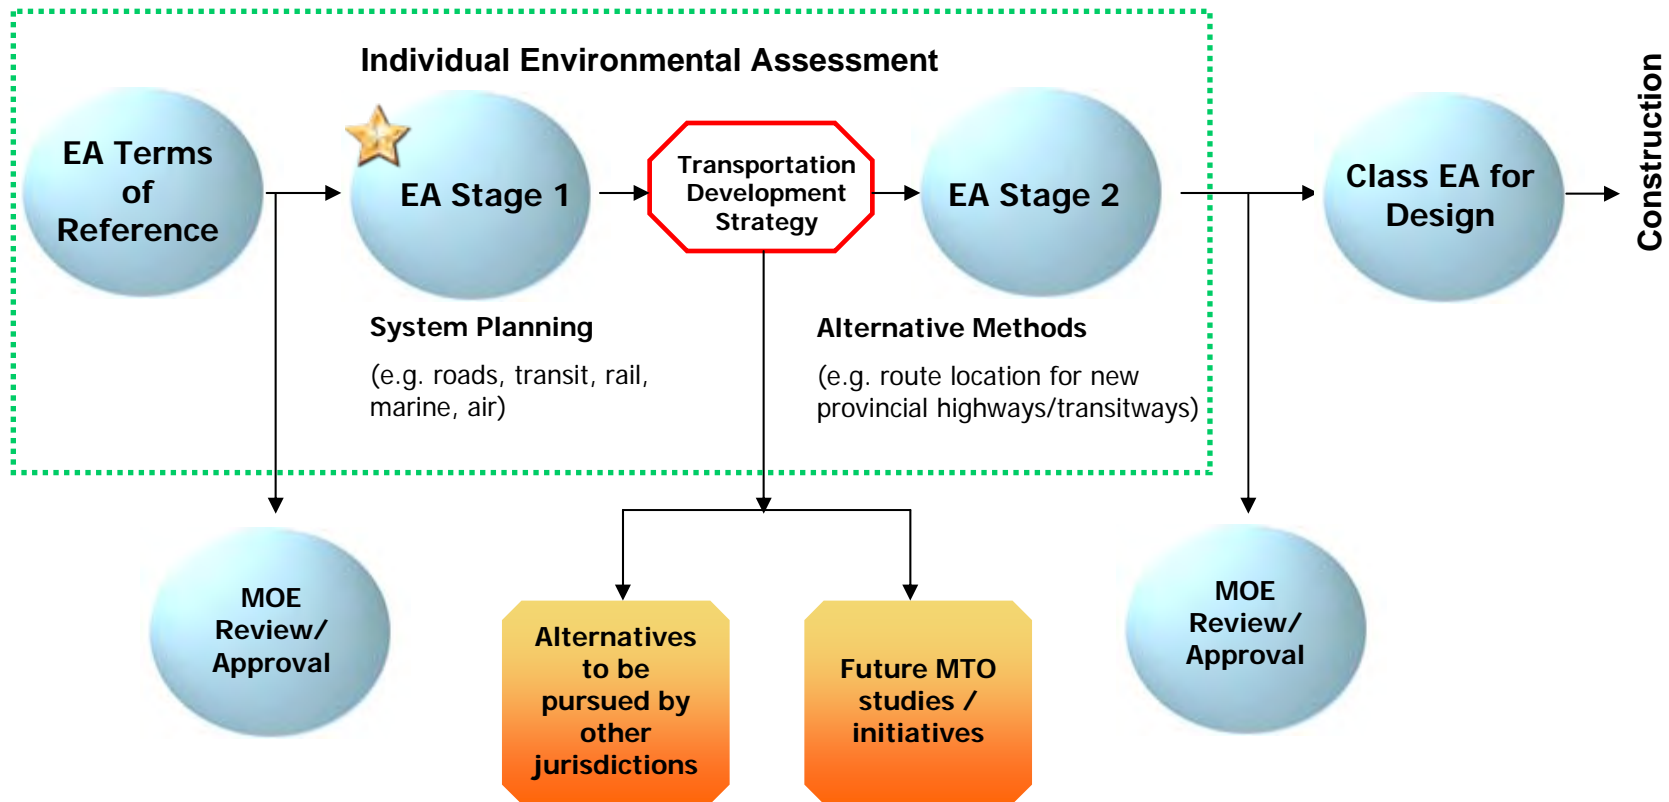 Individual Environmental Assessment
EA Terms
of
Reference
EA Stage 1
Transportation
Development
Strategy
EA Stage 2
Class EA for
Design
Construction
System Planning
(e.g. roads, transit, rail,
marine, air)
Alternative Methods
(e.g. route location for new
provincial highways/transitways)
MOE
Review/
Approval
Alternatives
to be
pursued by
other
jurisdictions
Future MTO
studies /
initiatives
MOE
Review/
Approval